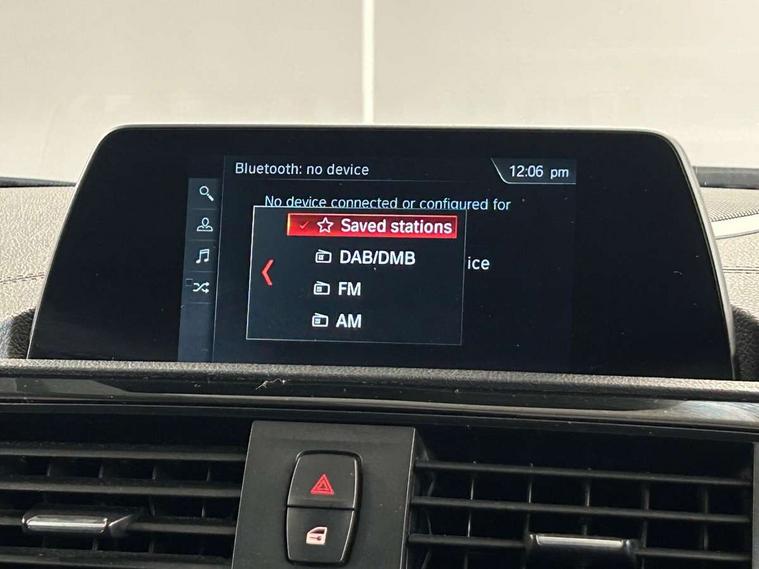 Bluetooth: no device
12:06 pm
No device connected or configured for
Saved stations
DAB/DMB
ice
FM
AM